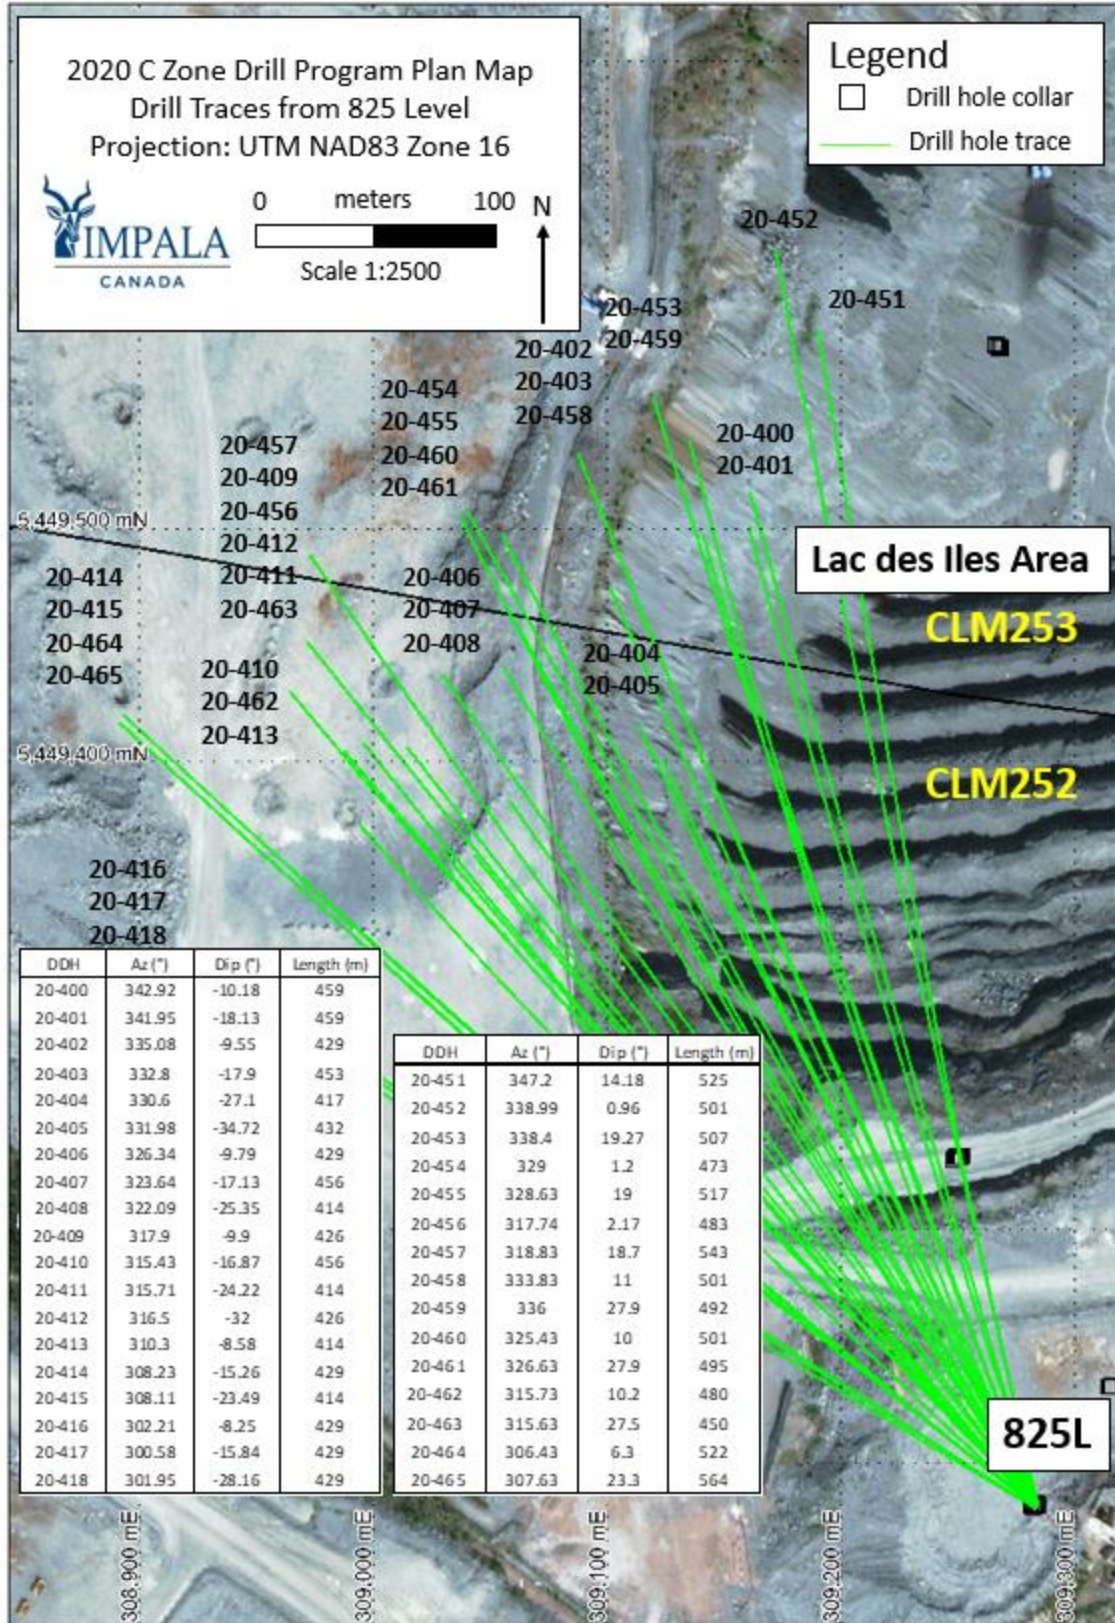 2020 C Zone Drill Program Plan Map
Drill Traces from 825 Level
Projection: UTM NAD83 Zone 16
IMPALA
CANADA
0 meters 100 N
Scale 1:2500
Legend
Drill hole collar
Drill hole trace
20-452
20-451
20-453
20-459
20-402
20-403
20-458
20-454
20-455
20-460
20-461
20-400
20-401
20-457
20-409
20-456
20-412
20-411
20-463
5,449,500 mN
Lac des Iles Area
20-414
20-415
20-464
20-465
20-406
20-407
20-408
CLM253
20-404
20-405
20-410
20-462
20-413
5,449,400 mN
CLM252
20-416
20-417
20-418
DDH Az (°) Dip (°) Length (m)
20-400 342.92 -10.18 459
20-401 341.95 -18.13 459
20-402 335.08 -9.55 429
20-403 332.8 -17.9 453
20-404 330.6 -27.1 417
20-405 331.98 -34.72 432
20-406 326.34 -9.79 429
20-407 323.64 -17.13 456
20-408 322.09 -25.35 414
20-409 317.9 -9.9 426
20-410 315.43 -16.87 456
20-411 315.71 -24.22 414
20-412 316.5 -32 426
20-413 310.3 -8.58 414
20-414 308.23 -15.26 429
20-415 308.11 -23.49 414
20-416 302.21 -8.25 429
20-417 300.58 -15.84 429
20-418 301.95 -28.16 429
DDH Az (°) Dip (°) Length (m)
20-451 347.2 14.18 525
20-452 338.99 0.96 501
20-453 338.4 19.27 507
20-454 329 1.2 473
20-455 328.63 19 517
20-456 317.74 2.17 483
20-457 318.83 18.7 543
20-458 333.83 11 501
20-459 336 27.9 492
20-460 325.43 10 501
20-461 326.63 27.9 495
20-462 315.73 10.2 480
20-463 315.63 27.5 450
20-464 306.43 6.3 522
20-465 307.63 23.3 564
825L
308,900 mE
309,000 mE
309,100 mE
309,200 mE
309,300 mE